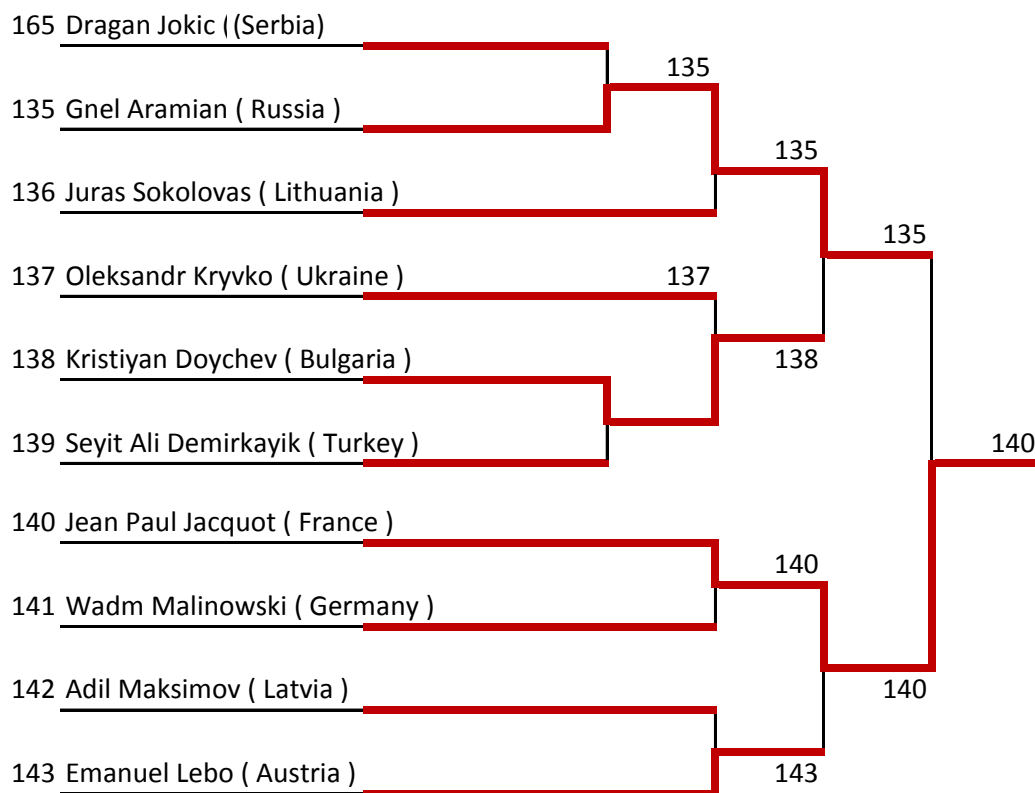 165 Dragan Jokic ( (Serbia)
135
135 Gnel Aramian ( Russia )
135
136 Juras Sokolovas ( Lithuania )
135
137 Oleksandr Kryvko ( Ukraine )
137
138 Kristiyan Doychev ( Bulgaria )
138
139 Seyit Ali Demirkayik ( Turkey )
140
140 Jean Paul Jacquot ( France )
140
141 Wadm Malinowski ( Germany )
142 Adil Maksimov ( Latvia )
140
143 Emanuel Lebo ( Austria )
143